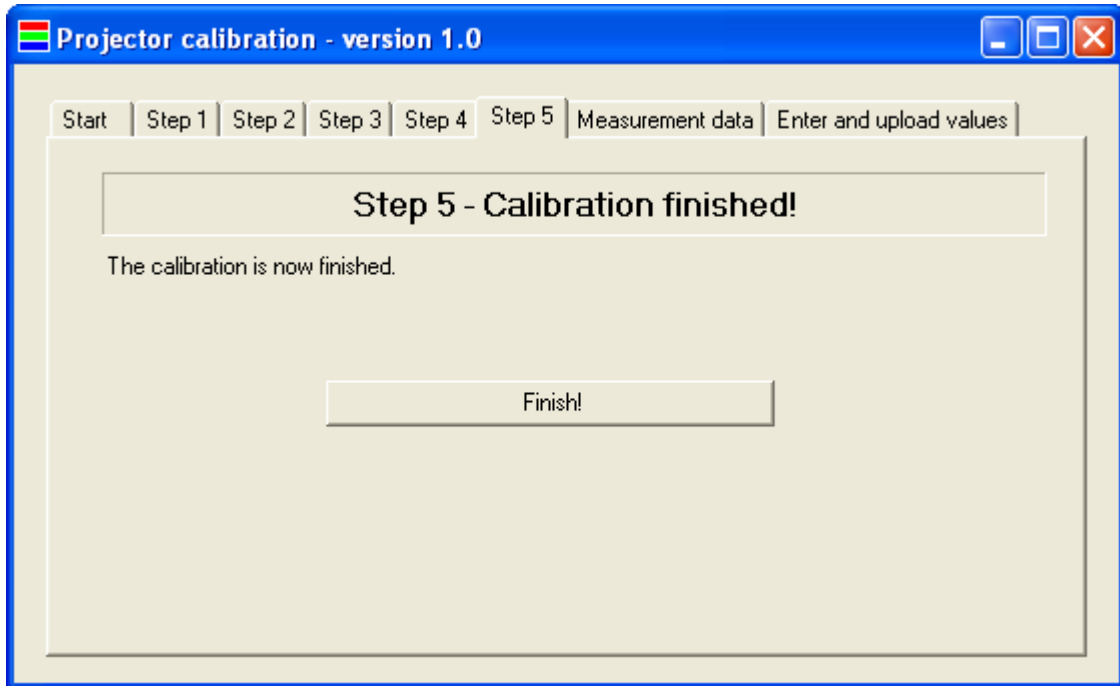 Projector calibration - version 1.0
Start Step 1 Step 2 Step 3 Step 4 Step 5 Measurement data Enter and upload values
Step 5 - Calibration finished!
The calibration is now finished.
Finish!